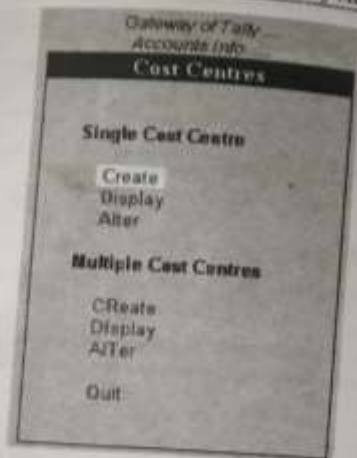 Gateway of Tally ...
Accounts Info. ...
Cost Centres
Single Cost Centre
Create
Display
Alter
Multiple Cost Centres
CReate
DIsplay
AlTer
Quit